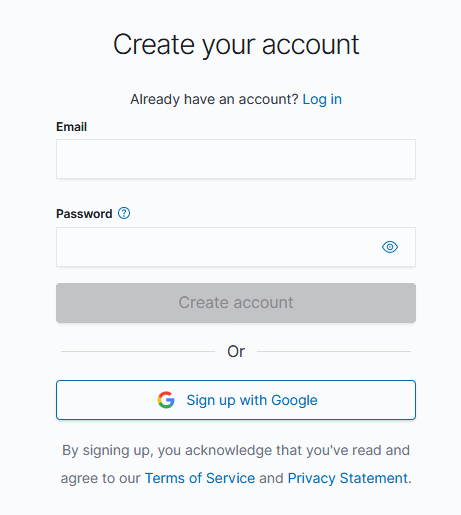 Create your account
Already have an account? Log in
Email
Password
Create account
Or
Sign up with Google
By signing up, you acknowledge that you've read and
agree to our Terms of Service and Privacy Statement.